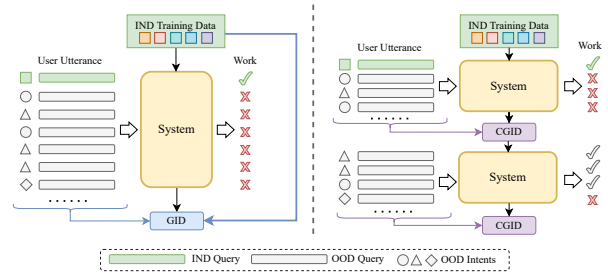 IND Training Data
User Utterance
Work
System
......
GID
IND Training Data
User Utterance
Work
System
......
CGID
System
......
CGID
IND Query
OOD Query
OOD Intents